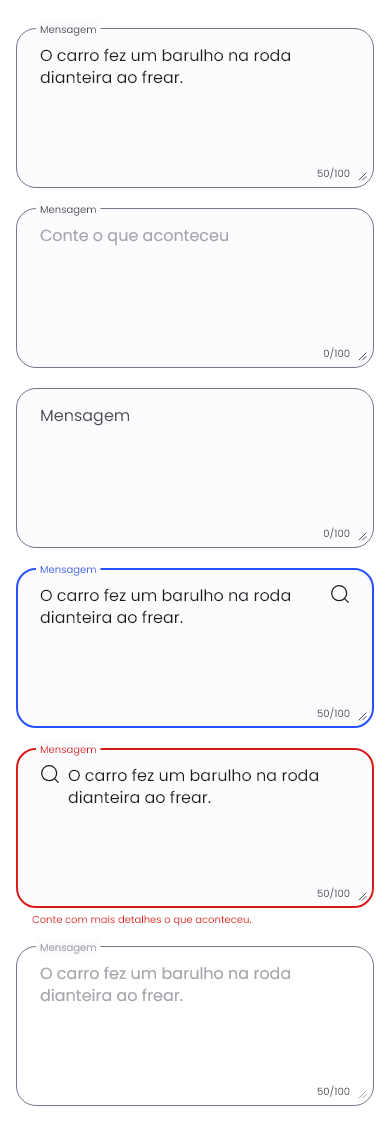 Mensagem
O carro fez um barulho na roda
dianteira ao frear.
50/100
Mensagem
Conte o que aconteceu
0/100
Mensagem
0/100
Mensagem
O carro fez um barulho na roda
dianteira ao frear.
50/100
Mensagem
O carro fez um barulho na roda
dianteira ao frear.
50/100
Conte com mais detalhes o que aconteceu.
Mensagem
O carro fez um barulho na roda
dianteira ao frear.
50/100